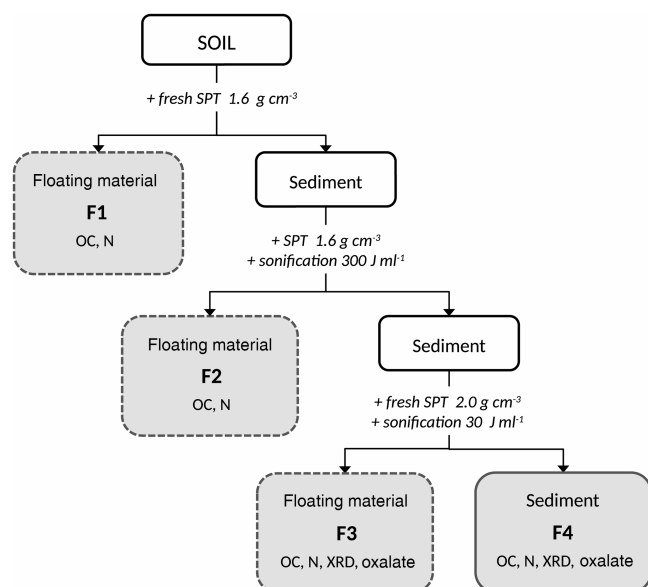 SOIL
+ fresh SPT 1.6 g cm⁻³
Floating material
F1
OC, N
Sediment
+ SPT 1.6 g cm⁻³
+ sonification 300 J ml⁻¹
Floating material
F2
OC, N
Sediment
+ fresh SPT 2.0 g cm⁻³
+ sonification 30 J ml⁻¹
Floating material
F3
OC, N, XRD, oxalate
Sediment
F4
OC, N, XRD, oxalate